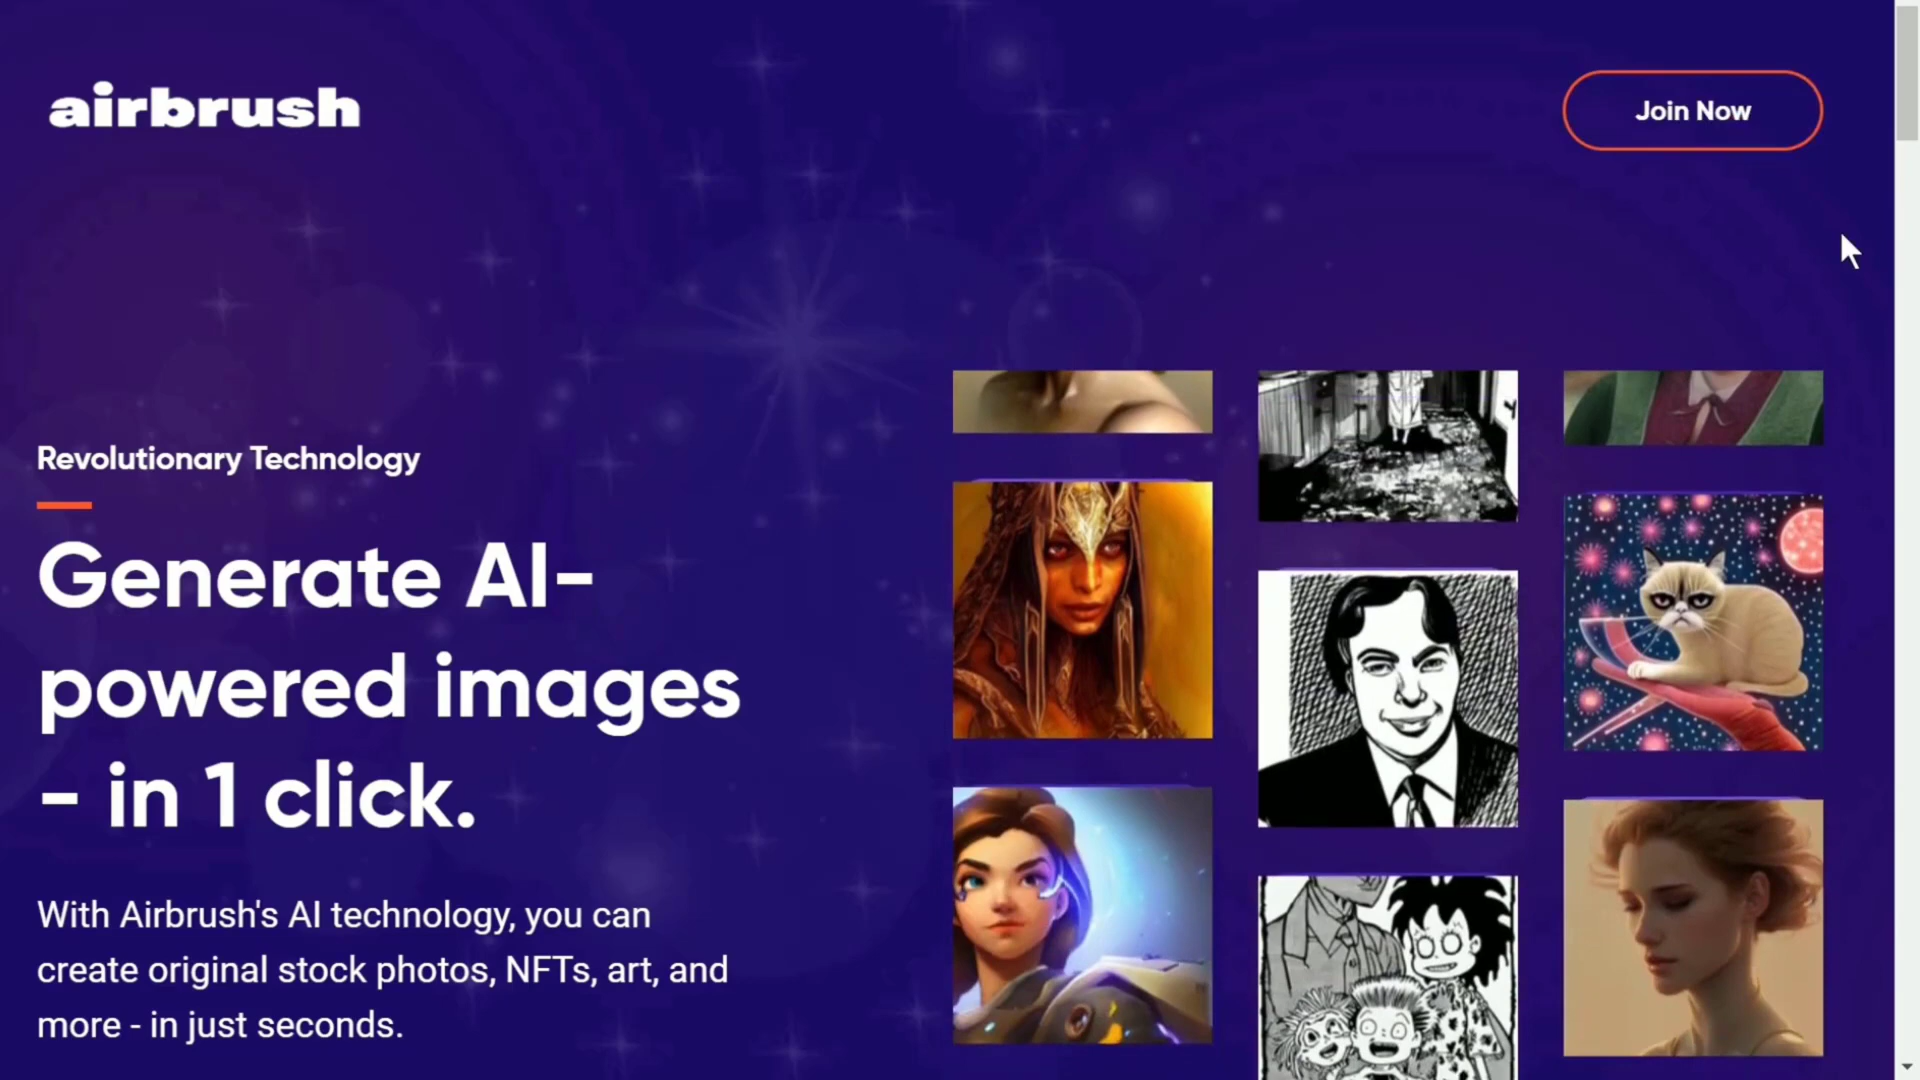 airbrush
Join Now
Revolutionary Technology
Generate AI-
powered images
- in 1 click.
With Airbrush's AI technology, you can
create original stock photos, NFTs, art, and
more - in just seconds.